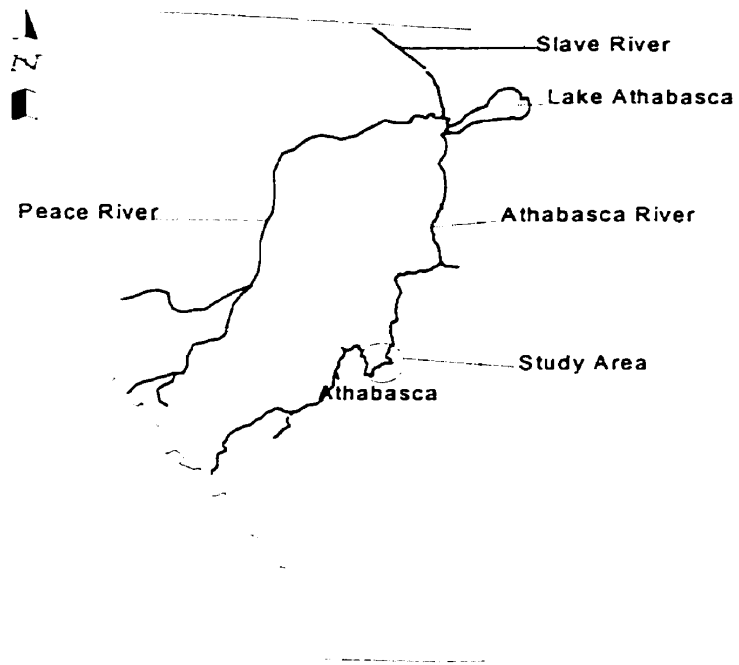 N
Slave River
Lake Athabasca
Peace River
Athabasca River
Study Area
Athabasca